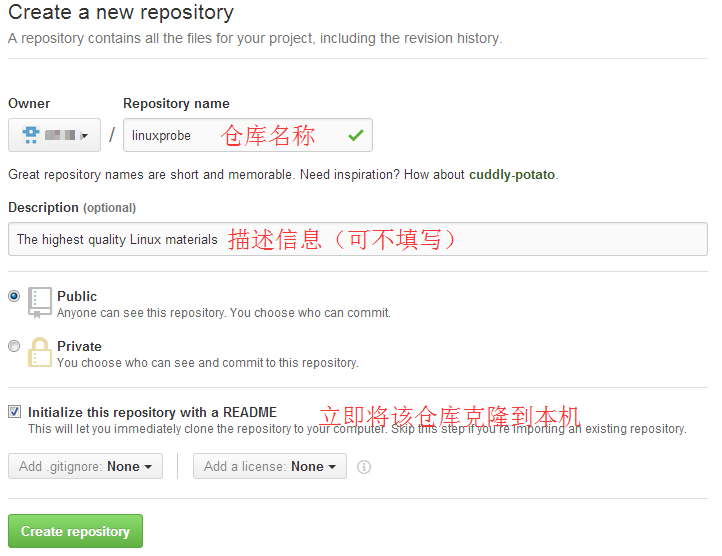 Create a new repository
A repository contains all the files for your project, including the revision history.
Owner Repository name
/ linuxprobe 仓库名称
Great repository names are short and memorable. Need inspiration? How about cuddly-potato.
Description (optional)
The highest quality Linux materials 描述信息（可不填写）
Public
Anyone can see this repository. You choose who can commit.
Private
You choose who can see and commit to this repository.
Initialize this repository with a README 立即将该仓库克隆到本机
This will let you immediately clone the repository to your computer. Skip this step if you're importing an existing repository.
Add .gitignore: None Add a license: None
Create repository